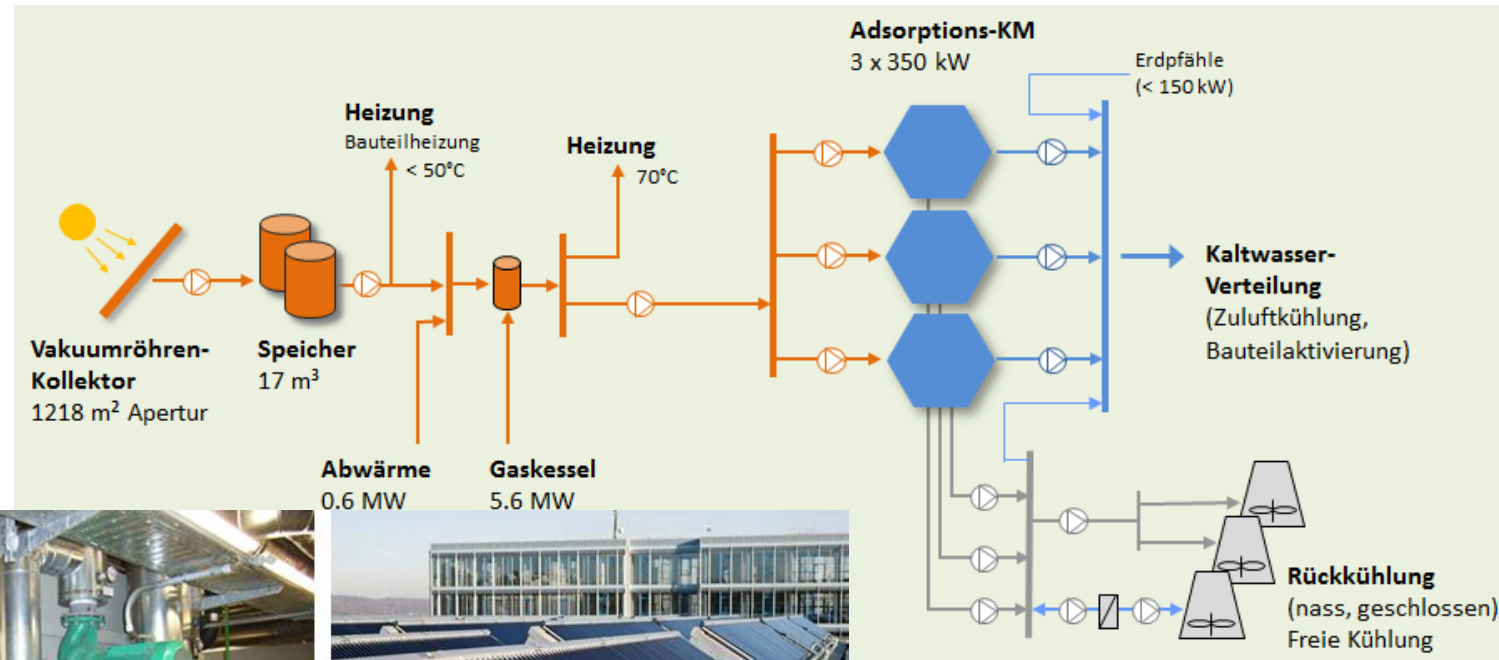 Adsorptions-KM
3 x 350 kW
Erdpfähle
(< 150 kW)
Heizung
Bauteilheizung
< 50°C
Heizung
70°C
Kaltwasser-
Verteilung
(Zuluftkühlung,
Bauteilaktivierung)
Vakuumröhren-
Kollektor
1218 m² Apertur
Speicher
17 m³
Abwärme
0.6 MW
Gaskessel
5.6 MW
Rückkühlung
(nass, geschlossen)
Freie Kühlung